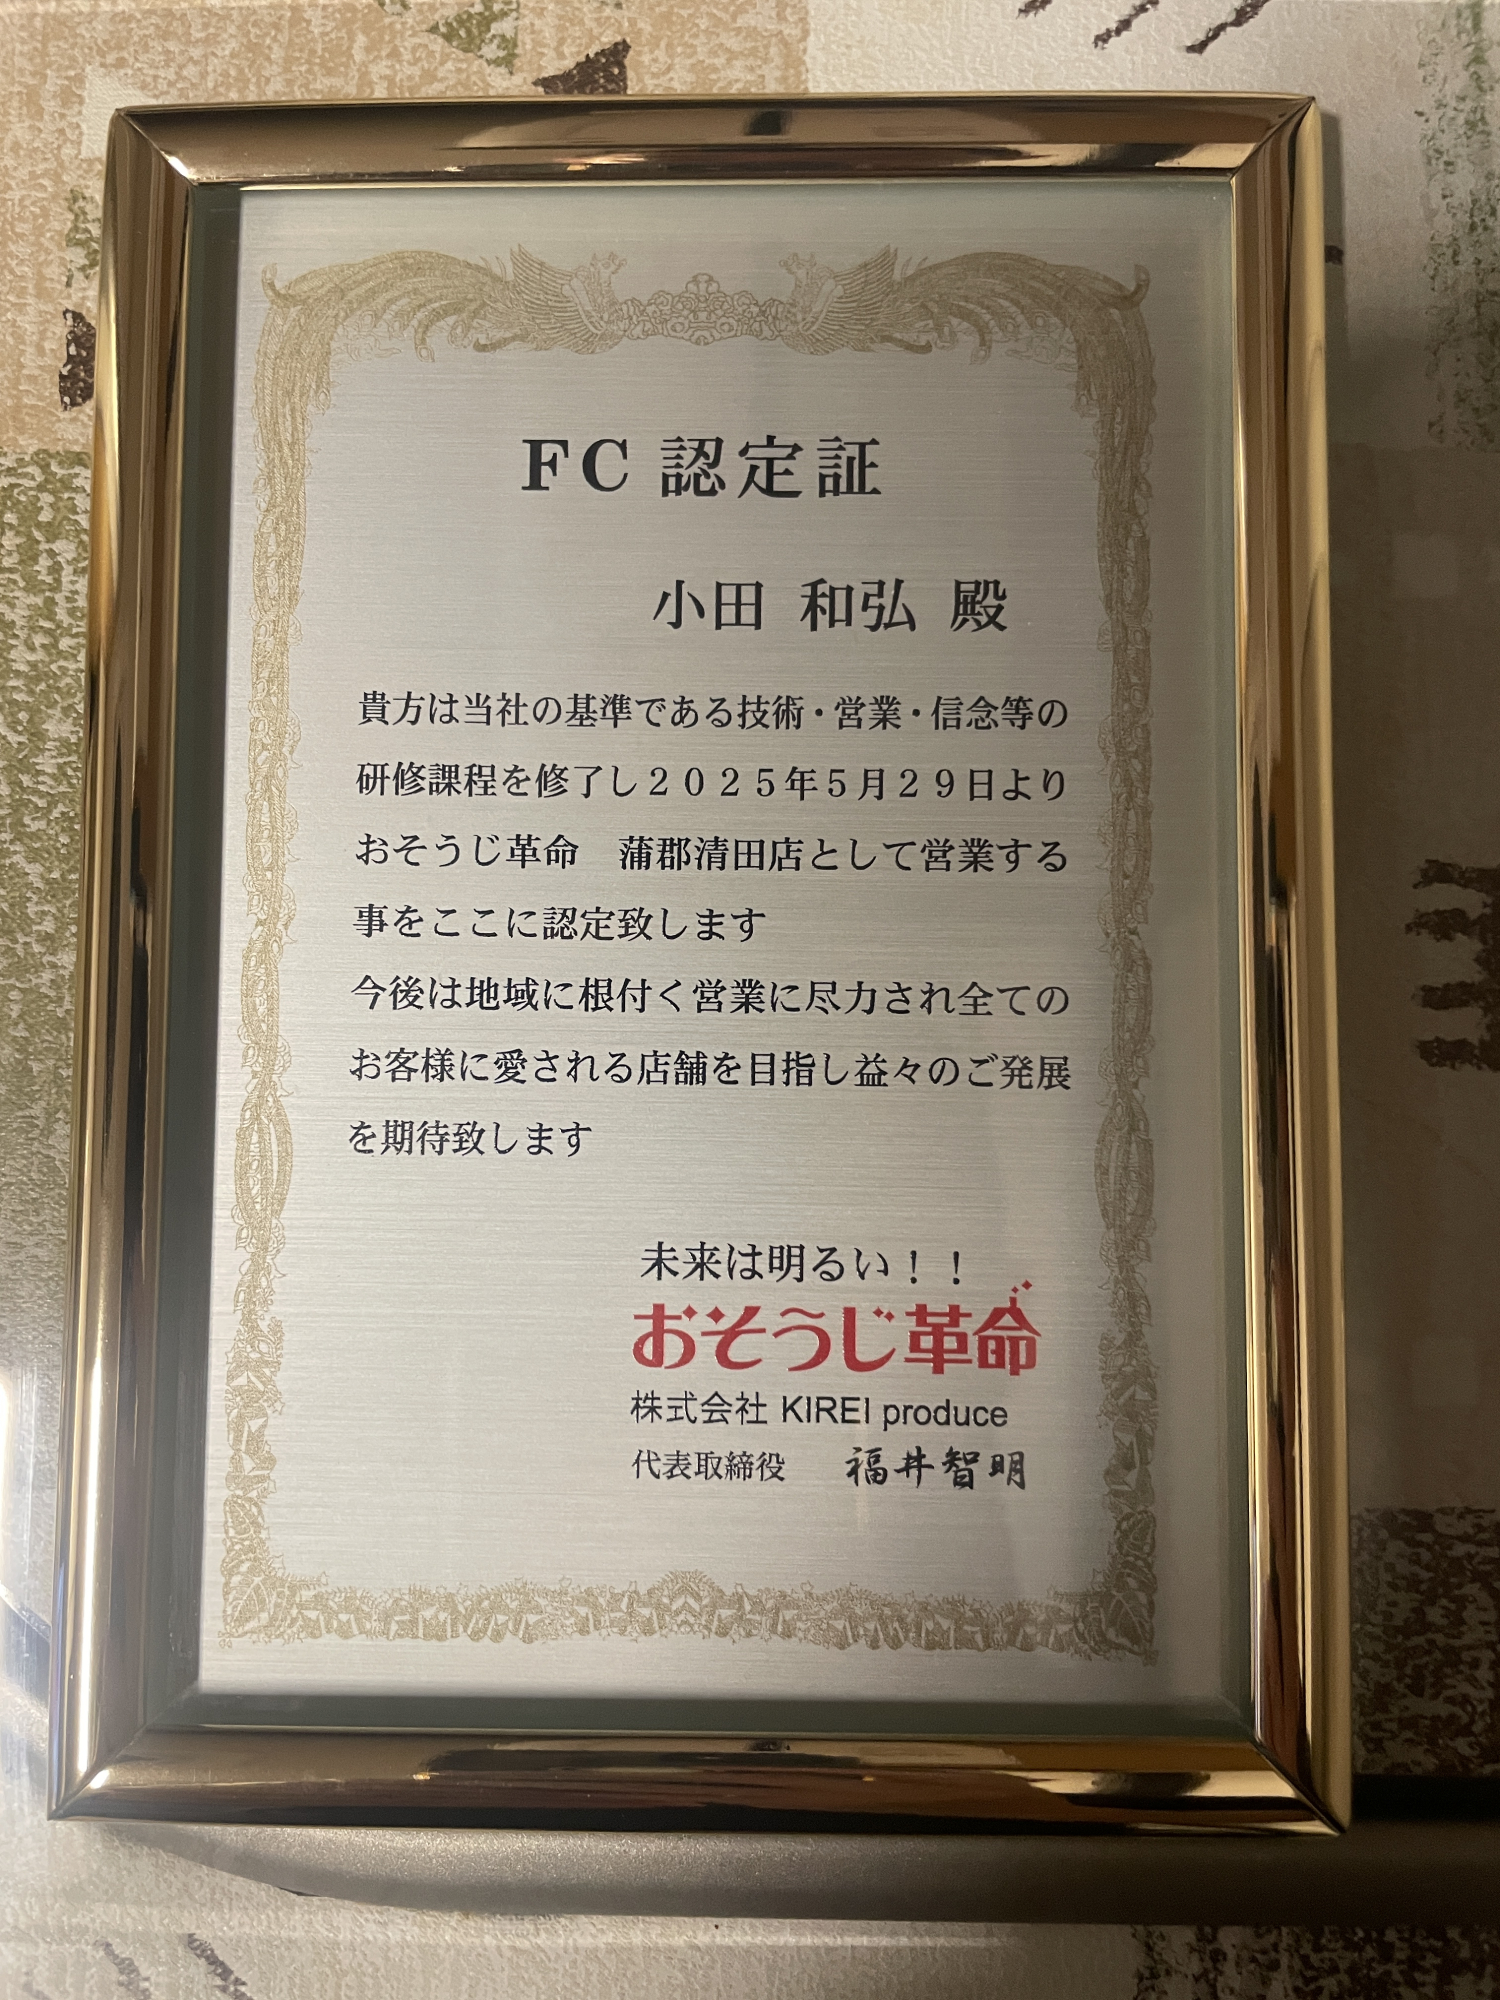 FC 認定証
小田 和弘 殿
貴方は当社の基準である技術・営業・信念等の
研修課程を修了し２０２５年５月２９日より
おそうじ革命　蒲郡清田店として営業する
事をここに認定致します
今後は地域に根付く営業に尽力され全ての
お客様に愛される店舗を目指し益々のご発展
を期待致します
未来は明るい！！
おそうじ革命
株式会社 KIREI produce
代表取締役　福井智明